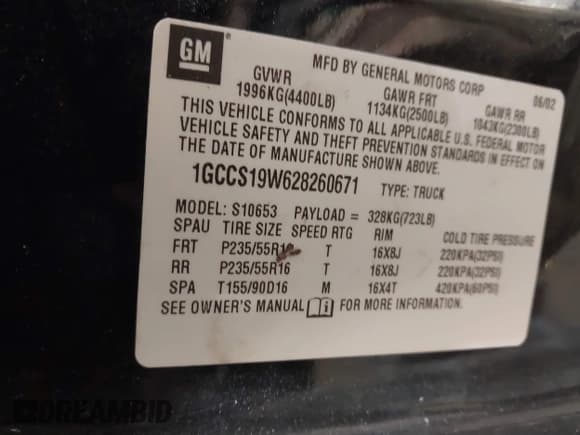 GM ®
MFD BY GENERAL MOTORS CORP 06/02
GVWR GAWR FRT GAWR RR
1996KG(4400LB) 1134KG(2500LB) 1043KG(2300LB)
THIS VEHICLE CONFORMS TO ALL APPLICABLE U.S. FEDERAL MOTOR
VEHICLE SAFETY AND THEFT PREVENTION STANDARDS IN EFFECT ON
THE DATE OF MANUFACTURE SHOWN ABOVE.
1GCCS19W628260671 TYPE: TRUCK
MODEL: S10653 PAYLOAD = 328KG(723LB)
SPAU TIRE SIZE SPEED RTG RIM COLD TIRE PRESSURE
FRT P235/55R16 T 16X8J 220KPA(32PSI)
RR P235/55R16 T 16X8J 220KPA(32PSI)
SPA T155/90D16 M 16X4T 420KPA(60PSI)
SEE OWNER'S MANUAL i FOR MORE INFORMATION.
DREAMBID